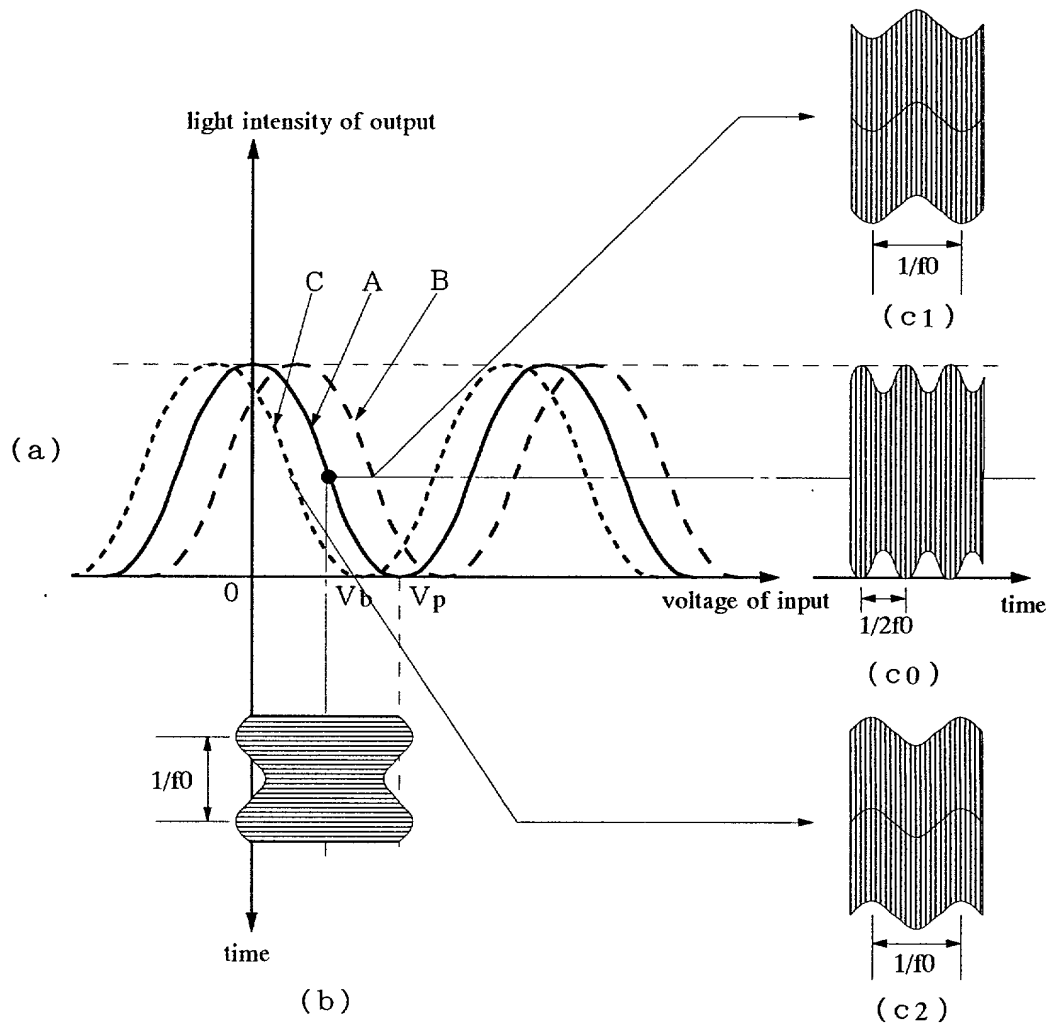 light intensity of output
C
A
B
1/f0
(c1)
(a)
0
Vb
Vp
voltage of input
time
1/2f0
(c0)
1/f0
time
(b)
1/f0
(c2)